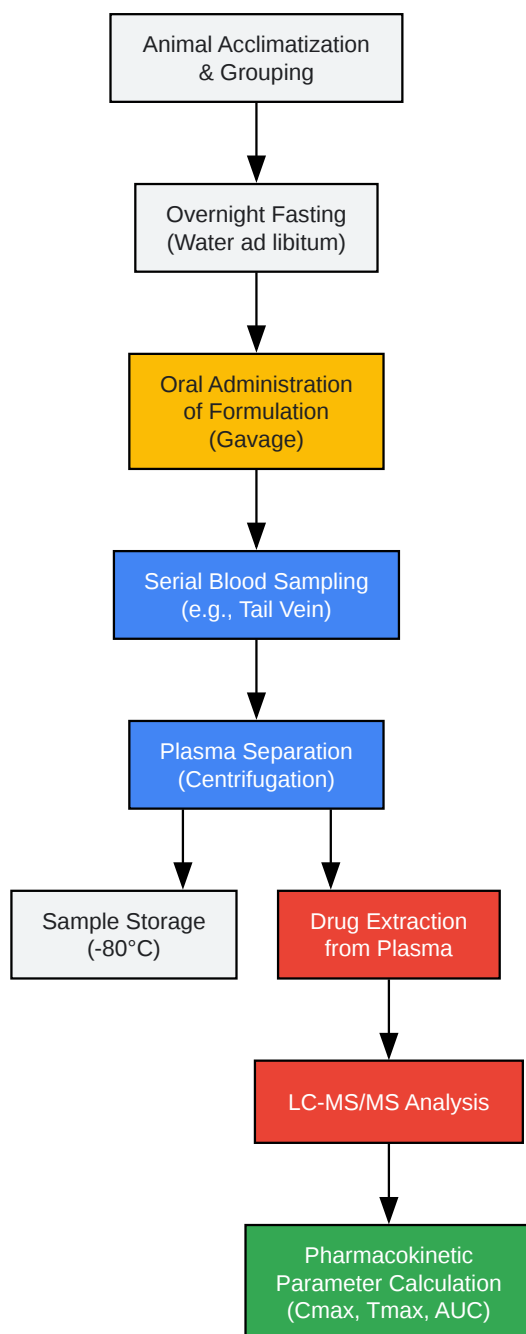 Animal Acclimatization
& Grouping
Overnight Fasting
(Water ad libitum)
Oral Administration
of Formulation
(Gavage)
Serial Blood Sampling
(e.g., Tail Vein)
Plasma Separation
(Centrifugation)
Sample Storage
(-80°C)
Drug Extraction
from Plasma
LC-MS/MS Analysis
Pharmacokinetic
Parameter Calculation
(Cmax, Tmax, AUC)